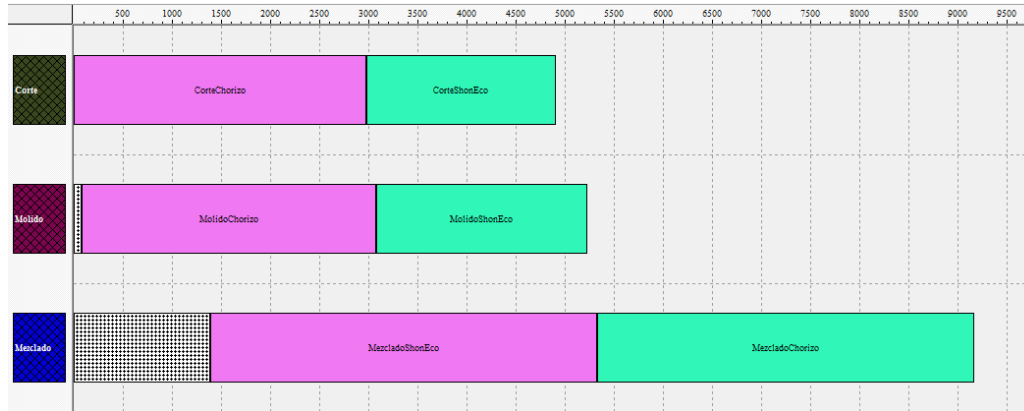 500 1000 1500 2000 2500 3000 3500 4000 4500 5000 5500 6000 6500 7000 7500 8000 8500 9000 9500
Corte CorteChorizo CorteShonEco
Molido MolidoChorizo MolidoShonEco
Mezclado MezcladoShonEco MezcladoChorizo